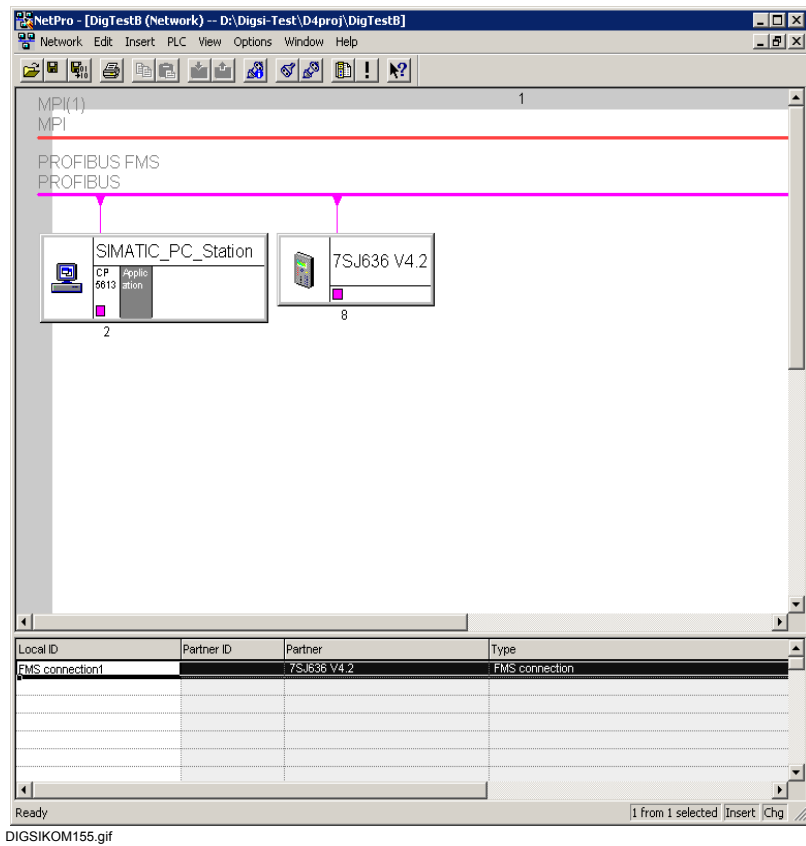 NetPro - [DigTestB (Network) -- D:\Digsi-Test\D4proj\DigTestB]
Network Edit Insert PLC View Options Window Help
1
MPI(1)
MPI
PROFIBUS FMS
PROFIBUS
SIMATIC_PC_Station
CP
5613
Applic
ation
2
7SJ636 V4.2
8
Local ID Partner ID Partner Type
FMS connection1 7SJ636 V4.2 FMS connection
Ready 1 from 1 selected Insert Chg
DIGSIKOM155.gif